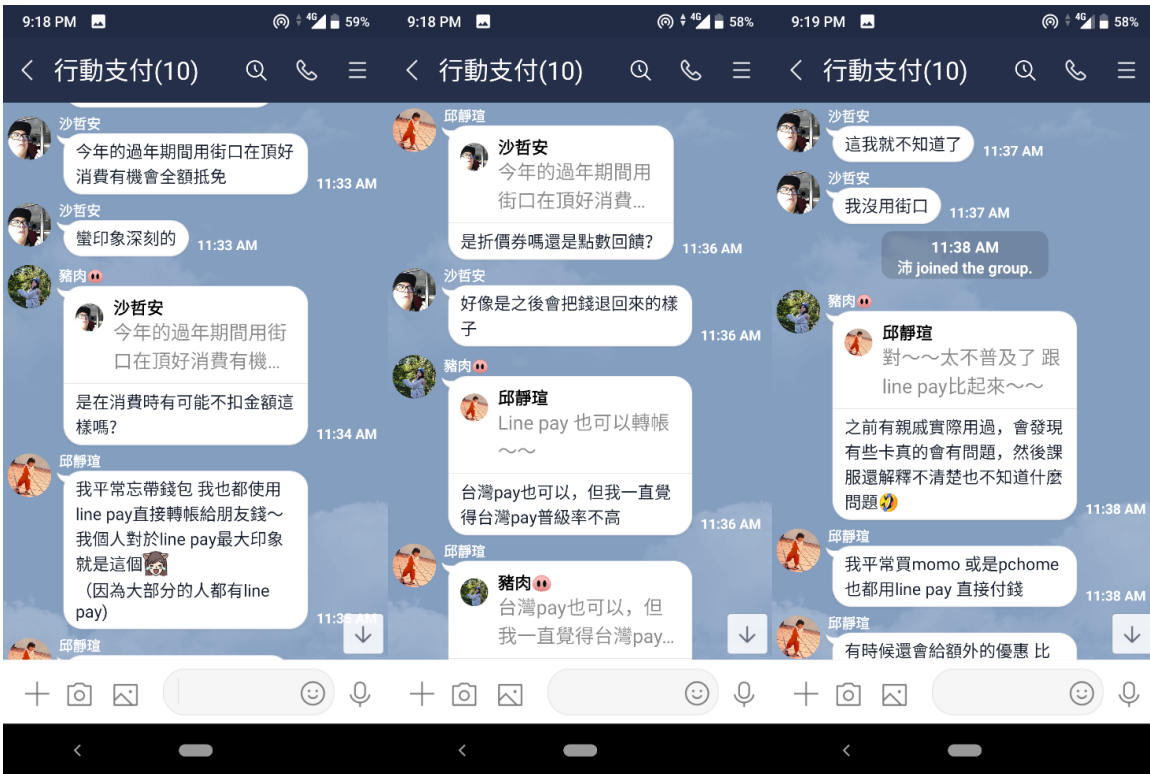 9:18 PM
4G
59%
行動支付(10)
沙哲安
今年的過年期間用街口在頂好
消費有機會全額抵免
11:33 AM
沙哲安
蠻印象深刻的
11:33 AM
豬肉🐽
沙哲安
今年的過年期間用街
口在頂好消費有機...
是在消費時有可能不扣金額這
樣嗎?
11:34 AM
邱靜瑄
我平常忘帶錢包 我也都使用
line pay直接轉帳給朋友錢~
我個人對於line pay最大印象
就是這個
(因為大部分的人都有line
pay)
邱靜瑄
9:18 PM
4G
58%
行動支付(10)
邱靜瑄
沙哲安
今年的過年期間用
街口在頂好消費...
是折價券嗎還是點數回饋?
11:36 AM
沙哲安
好像是之後會把錢退回來的樣
子
11:36 AM
豬肉🐽
邱靜瑄
Line pay 也可以轉帳
~~
台灣pay也可以，但我一直覺
得台灣pay普級率不高
11:36 AM
邱靜瑄
豬肉🐽
台灣pay也可以，但
我一直覺得台灣pay...
9:19 PM
4G
58%
行動支付(10)
沙哲安
這我就不知道了
11:37 AM
沙哲安
我沒用街口
11:37 AM
11:38 AM
沛 joined the group.
豬肉🐽
邱靜瑄
對~~太不普及了 跟
line pay比起來~~
之前有親戚實際用過，會發現
有些卡真的會有問題，然後課
服還解釋不清楚也不知道什麼
問題🤣
11:38 AM
邱靜瑄
我平常買momo 或是pchome
也都用line pay 直接付錢
11:38 AM
邱靜瑄
有時候還會給額外的優惠 比